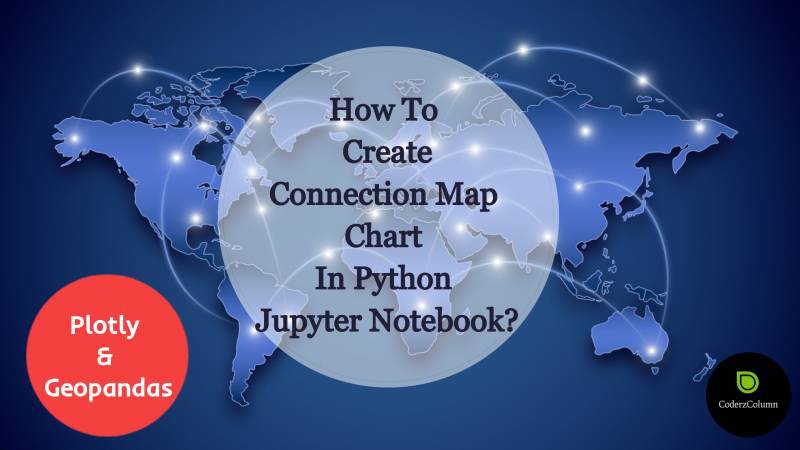 How To
Create
Connection Map
Chart
In Python
Jupyter Notebook?
Plotly
&
Geopandas
CoderzColumn